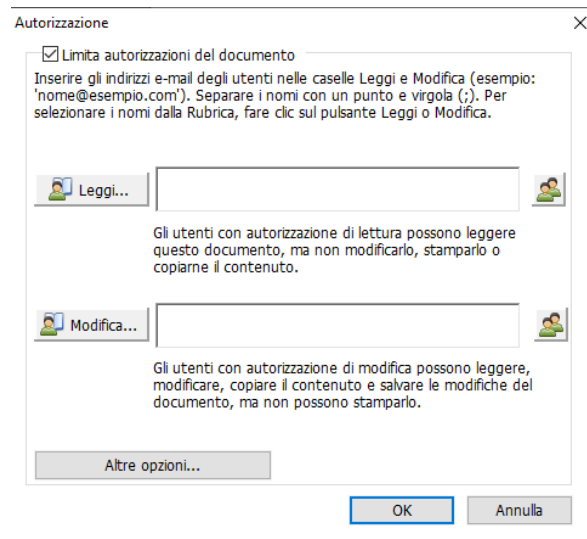 Autorizzazione
Limita autorizzazioni del documento
Inserire gli indirizzi e-mail degli utenti nelle caselle Leggi e Modifica (esempio:
'nome@esempio.com'). Separare i nomi con un punto e virgola (;). Per
selezionare i nomi dalla Rubrica, fare clic sul pulsante Leggi o Modifica.
Leggi...
Gli utenti con autorizzazione di lettura possono leggere
questo documento, ma non modificarlo, stamparlo o
copiarne il contenuto.
Modifica...
Gli utenti con autorizzazione di modifica possono leggere,
modificare, copiare il contenuto e salvare le modifiche del
documento, ma non possono stamparlo.
Altre opzioni...
OK
Annulla